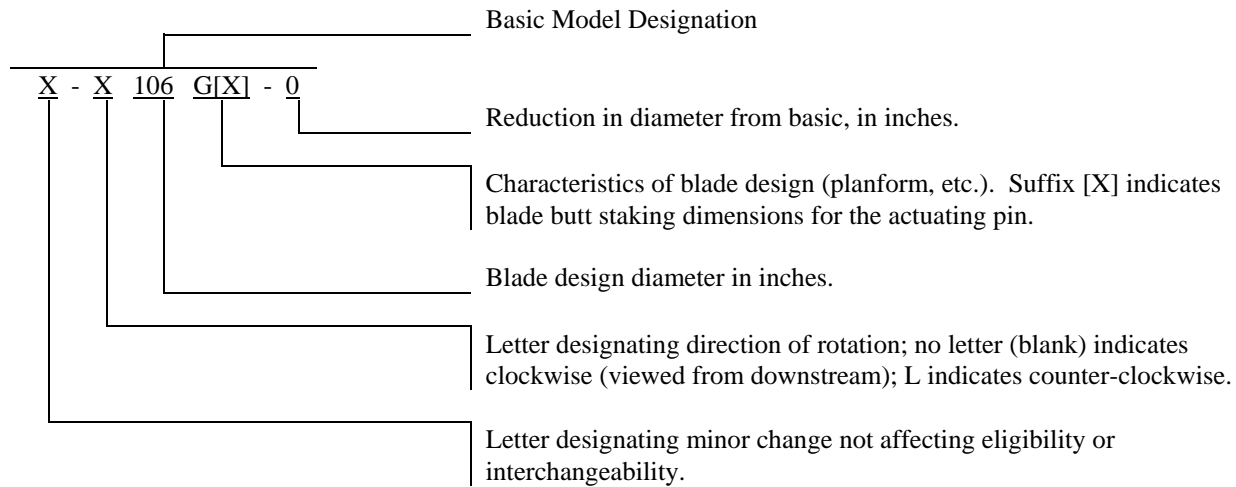 Basic Model Designation
X - X 106 G[X] - 0
Reduction in diameter from basic, in inches.
Characteristics of blade design (planform, etc.). Suffix [X] indicates
blade butt staking dimensions for the actuating pin.
Blade design diameter in inches.
Letter designating direction of rotation; no letter (blank) indicates
clockwise (viewed from downstream); L indicates counter-clockwise.
Letter designating minor change not affecting eligibility or
interchangeability.